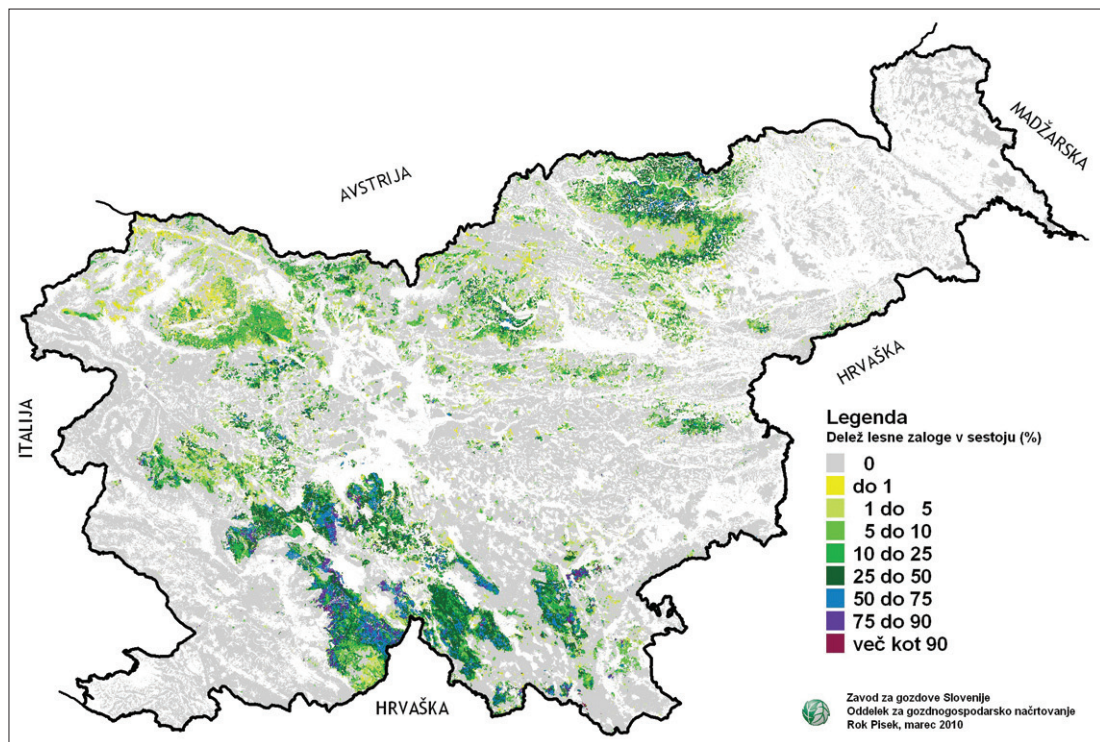 AVSTRIJA
MADŽARSKA
ITALIJA
HRVAŠKA
HRVAŠKA
Legenda
Delež lesne zaloge v sestoju (%)
0
do 1
1 do 5
5 do 10
10 do 25
25 do 50
50 do 75
75 do 90
več kot 90
Zavod za gozdove Slovenije
Oddelek za gozdnogospodarsko načrtovanje
Rok Pisek, marec 2010